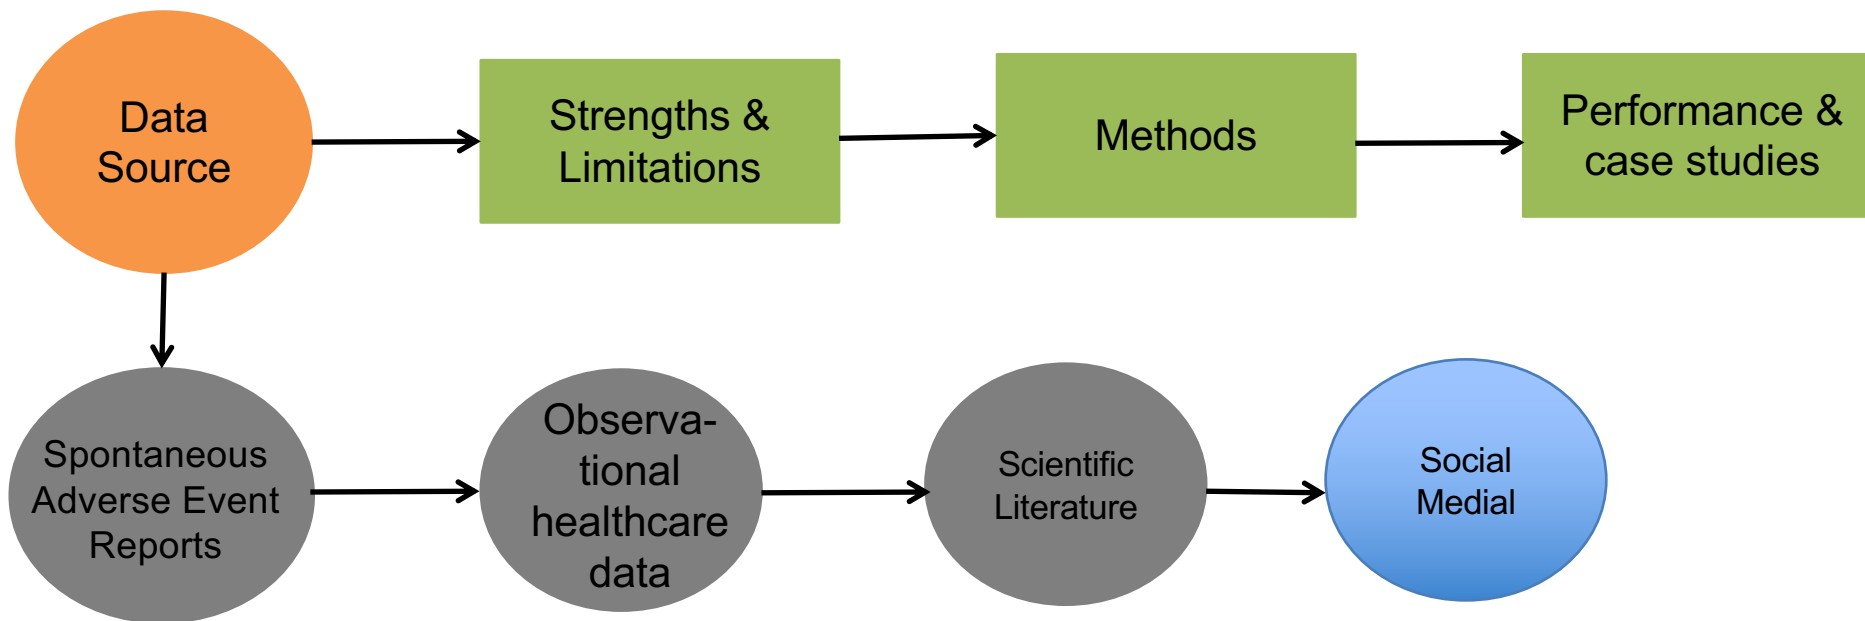 Data
Source
Strengths &
Limitations
Methods
Performance &
case studies
Spontaneous
Adverse Event
Reports
Observa-
tional
healthcare
data
Scientific
Literature
Social
Medial